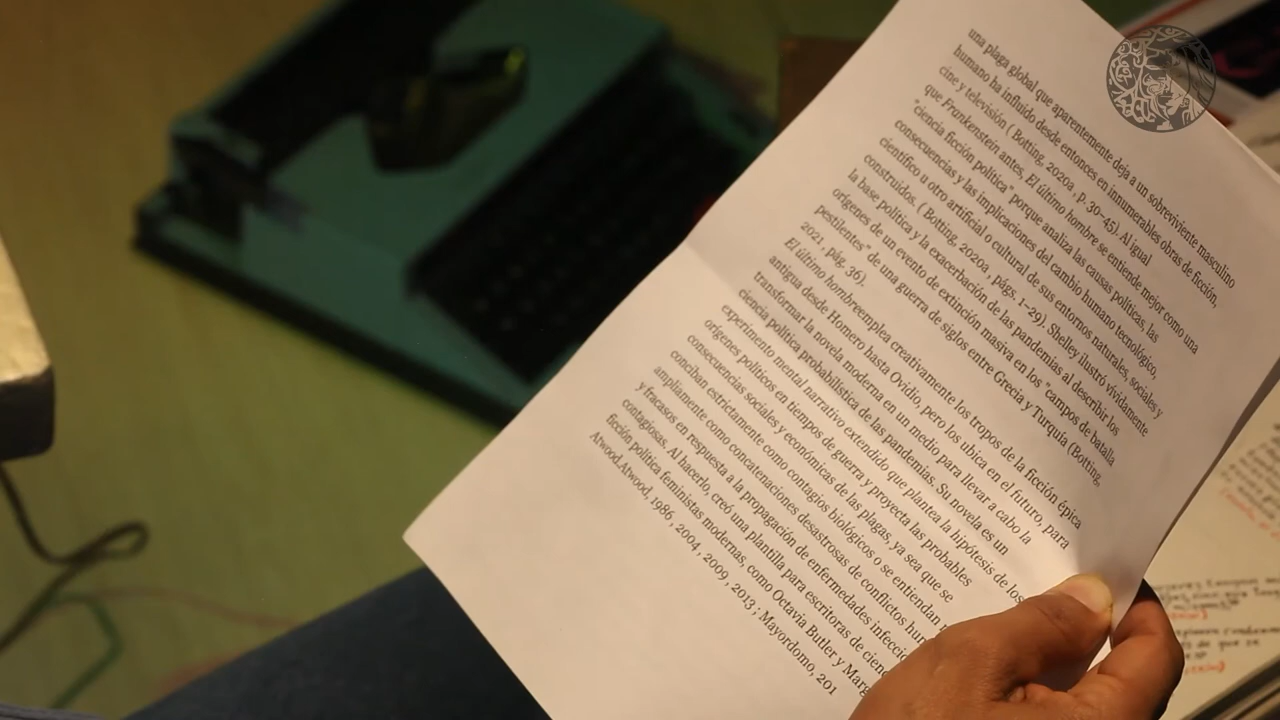 una plaga global que aparentemente deja a un sobreviviente masculino
humano ha influido desde entonces en innumerables obras de ficción,
cine y televisión ( Botting, 2020a , p. 30-45). Al igual
que Frankenstein antes, El último hombre se entiende mejor como una
"ciencia ficción política" porque analiza las causas políticas, las
consecuencias y las implicaciones del cambio humano tecnológico,
científico u otro artificial o cultural de sus entornos naturales, sociales y
construidos. ( Botting, 2020a , págs. 1-29). Shelley ilustró vívidamente
la base política y la exacerbación de las pandemias al describir los
orígenes de un evento de extinción masiva en los "campos de batalla
pestilentes" de una guerra de siglos entre Grecia y Turquía (Botting,
2021 , pág. 36).
El último hombreemplea creativamente los tropos de la ficción épica
antigua desde Homero hasta Ovidio, pero los ubica en el futuro, para
transformar la novela moderna en un medio para llevar a cabo la
ciencia política probabilística de las pandemias. Su novela es un
experimento mental narrativo extendido que plantea la hipótesis de los
orígenes políticos en tiempos de guerra y proyecta las probables
consecuencias sociales y económicas de las plagas, ya sea que se
conciban estrictamente como contagios biológicos o se entiendan
ampliamente como concatenaciones desastrosas de conflictos
y fracasos en respuesta a la propagación de enfermedades
contagiosas. Al hacerlo, creó una plantilla para escritoras de
ficción política feministas modernas, como Octavia Butler y
Atwood.Atwood, 1986 , 2004 , 2009 , 2013 ; Mayordomo, 201